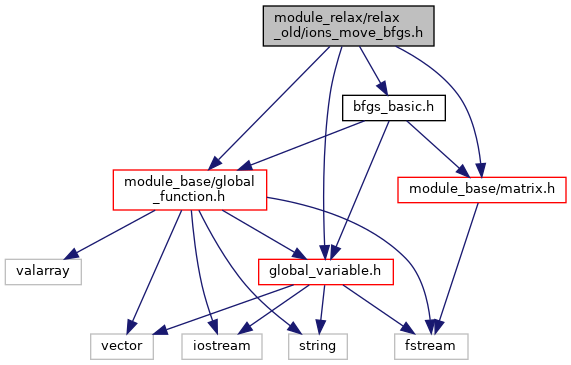 module_relax/relax
_old/ions_move_bfgs.h
bfgs_basic.h
module_base/global
_function.h
module_base/matrix.h
valarray
global_variable.h
vector
iostream
string
fstream